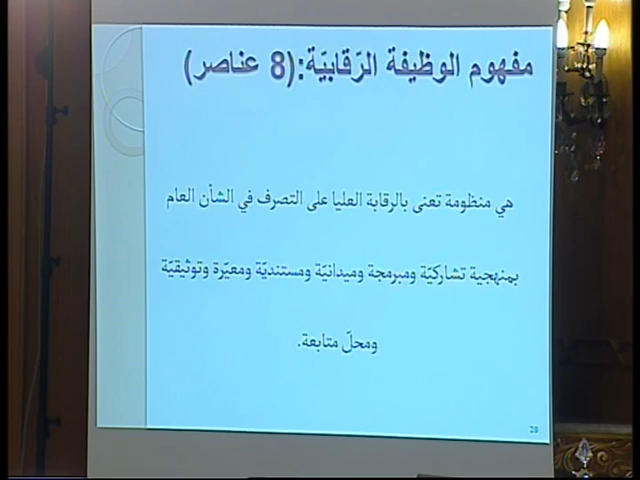 مفهوم الوظيفة الرّقابيّة:(8 عناصر)
هي منظومة تعنى بالرقابة العليا على التصرف في الشأن العام
بمنهجية تشاركيّة ومبرمجة وميدانيّة ومستنديّة ومعيّرة وتوثيقيّة
ومحلّ متابعة.
28